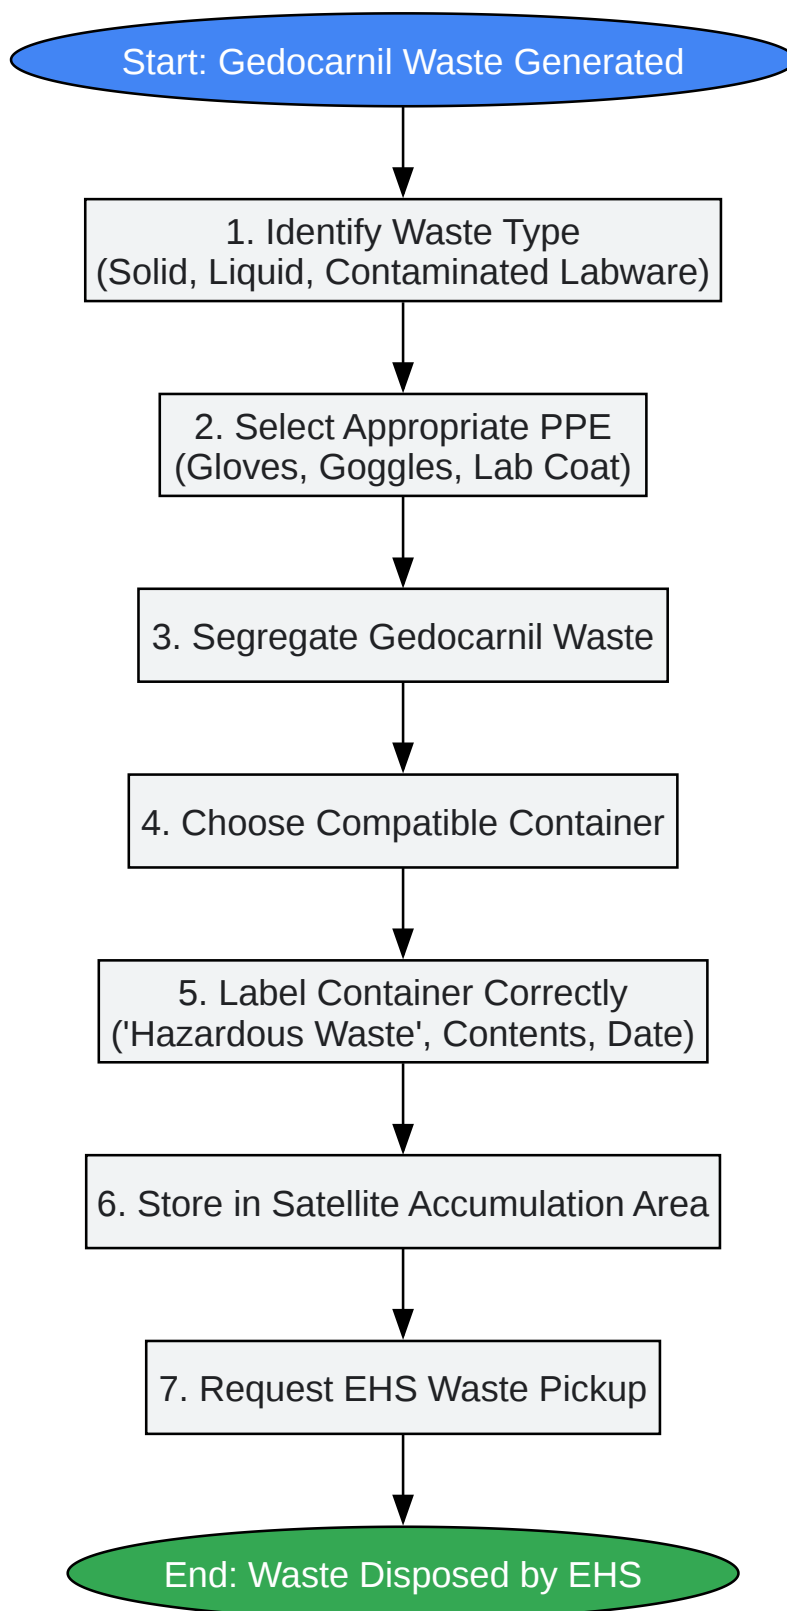 Start: Gedocarnil Waste Generated
1. Identify Waste Type
(Solid, Liquid, Contaminated Labware)
2. Select Appropriate PPE
(Gloves, Goggles, Lab Coat)
3. Segregate Gedocarnil Waste
4. Choose Compatible Container
5. Label Container Correctly
('Hazardous Waste', Contents, Date)
6. Store in Satellite Accumulation Area
7. Request EHS Waste Pickup
End: Waste Disposed by EHS